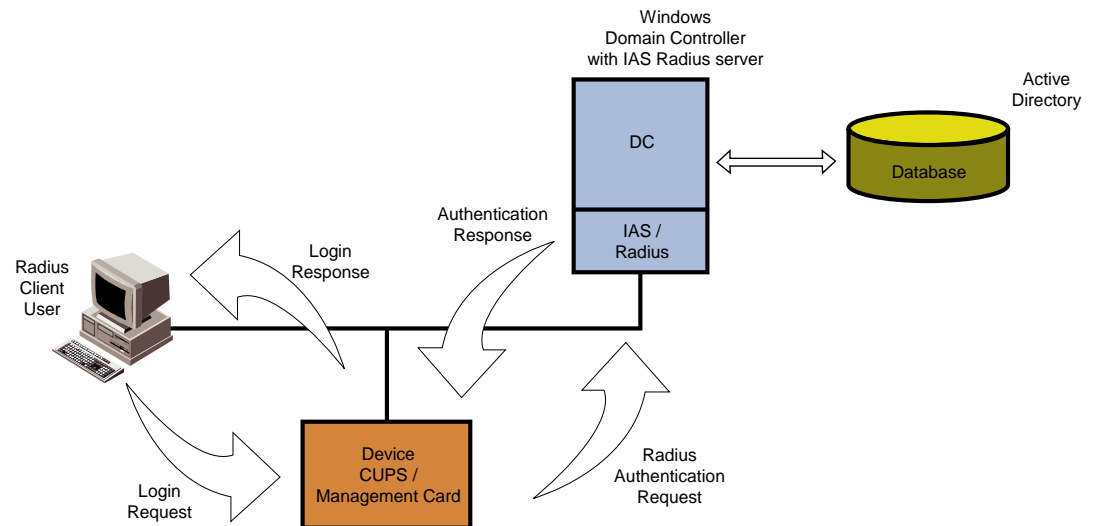 Windows
Domain Controller
with IAS Radius server
Active
Directory
DC
Database
Authentication
Response
IAS /
Radius
Login
Response
Radius
Client
User
Device
CUPS /
Management Card
Radius
Authentication
Request
Login
Request